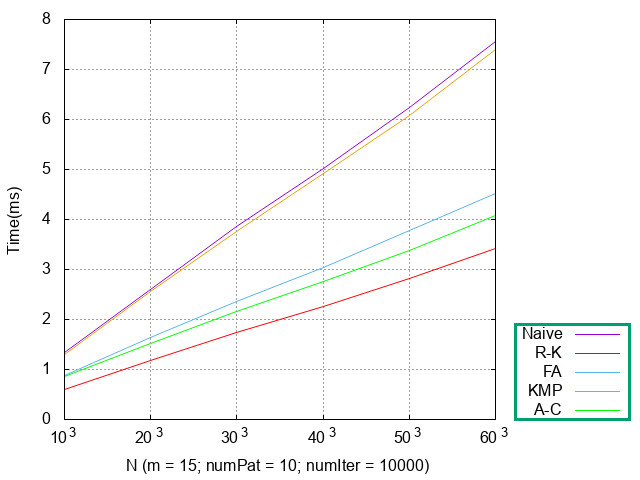 8
7
6
5
4
3
2
1
0
Time(ms)
10 3 20 3 30 3 40 3 50 3 60 3
N (m = 15; numPat = 10; numIter = 10000)
Naive
R-K
FA
KMP
A-C